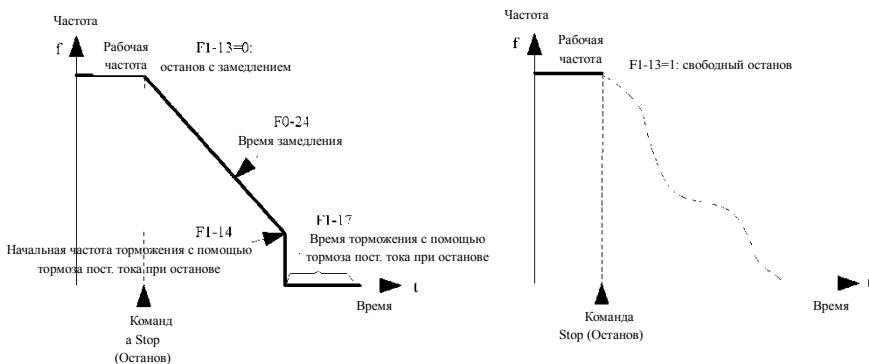 Частота
f
Рабочая
частота
F1-13=0:
останов с замедлением
F0-24
Время замедления
F1-14
Начальная частота торможения с помощью
тормоза пост. тока при останове
F1-17
Время торможения с помощью
тормоза пост. тока при останове
t
Время
Команд
а Stop
(Останов)
Частота
f
Рабочая
частота
F1-13=1: свободный останов
t
Время
Команда
Stop (Останов)